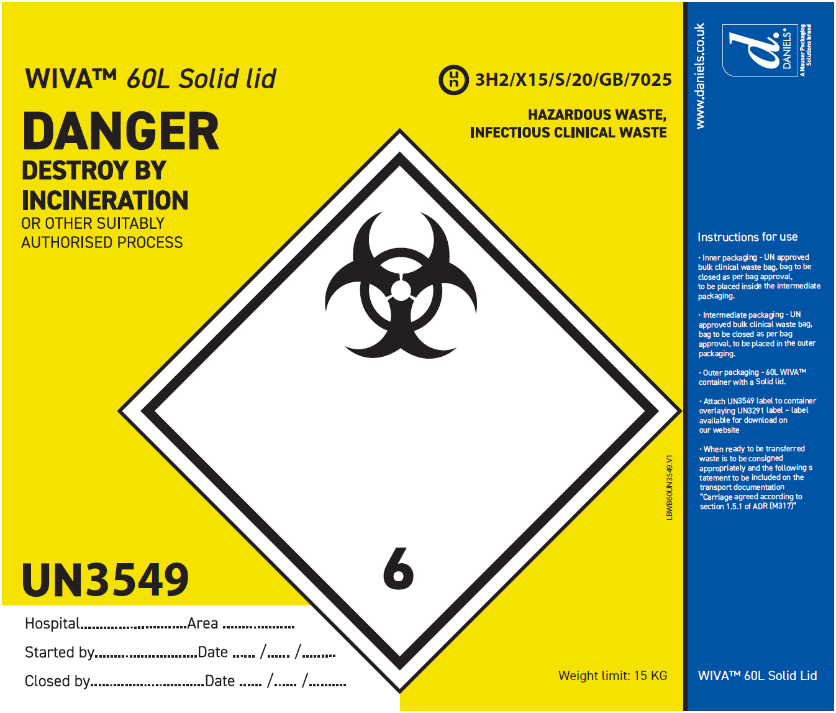 WIVA™ 60L Solid lid
DANGER
DESTROY BY
INCINERATION
OR OTHER SUITABLY
AUTHORISED PROCESS
UN 3H2/X15/S/20/GB/7025
HAZARDOUS WASTE,
INFECTIOUS CLINICAL WASTE
6
UN3549
Hospital..............................Area ....................
Started by.............................Date ...... /...... /.........
Closed by................................Date ...... /...... /..........
Weight limit: 15 KG
LBWB60UN3549.V1
www.daniels.co.uk
d.
DANIELS®
A Mauser Packaging
Solutions brand
Instructions for use
• Inner packaging - UN approved
bulk clinical waste bag, bag to be
closed as per bag approval,
to be placed inside the intermediate
packaging.
• Intermediate packaging - UN
approved bulk clinical waste bag,
bag to be closed as per bag
approval, to be placed in the outer
packaging.
• Outer packaging - 60L WIVA™
container with a Solid lid.
• Attach UN3549 label to container
overlaying UN3291 label – label
available for download on
our website
• When ready to be transferred
waste is to be consigned
appropriately and the following s
tatement to be included on the
transport documentation
"Carriage agreed according to
section 1.5.1 of ADR (M317)"
WIVA™ 60L Solid Lid